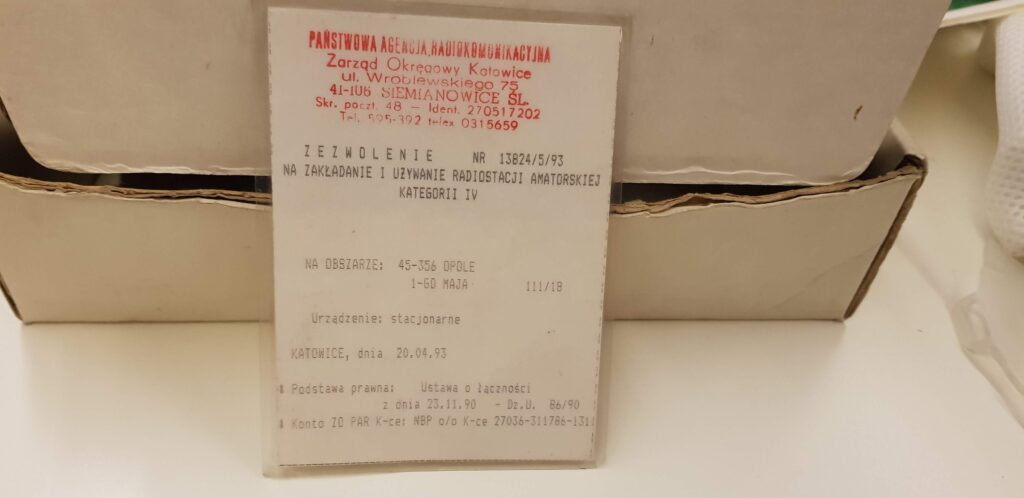 PAŃSTWOWA AGENCJA RADIOKOMUNIKACYJNA
Zarząd Okręgowy Katowice
ul. Wróblewskiego 75
41-106 SIEMIANOWICE ŚL.
Skr. poczt. 48 — Ident. 270517202
Tel. 595-392 telex 0315659
Z E Z W O L E N I E NR 13824/5/93
NA ZAKŁADANIE I UŻYWANIE RADIOSTACJI AMATORSKIEJ
KATEGORII IV
NA OBSZARZE: 45-356 OPOLE
1-GO MAJA 111/18
Urządzenie: stacjonarne
KATOWICE, dnia 20.04.93
Podstawa prawna: Ustawa o łączności
z dnia 23.11.90 - Dz.U. 86/90
Konto ZO PAR K-ce: NBP o/o K-ce 27036-311786-1311